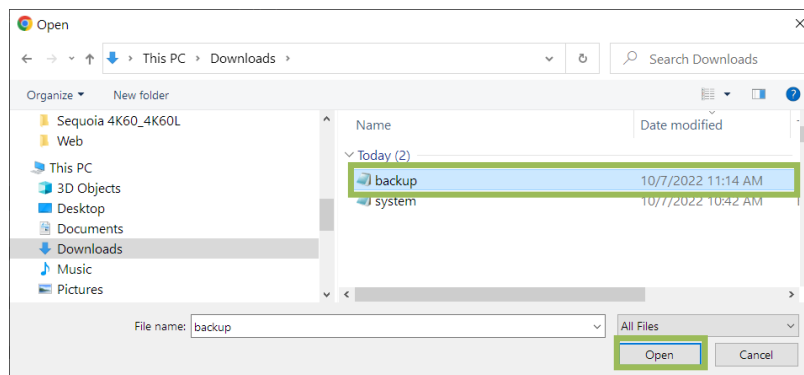 Open
This PC > Downloads >
Search Downloads
Organize
New folder
Sequoia 4K60_4K60L
Web
This PC
3D Objects
Desktop
Documents
Downloads
Music
Pictures
Name
Date modified
Today (2)
backup
10/7/2022 11:14 AM
system
10/7/2022 10:42 AM
File name:
backup
All Files
Open
Cancel